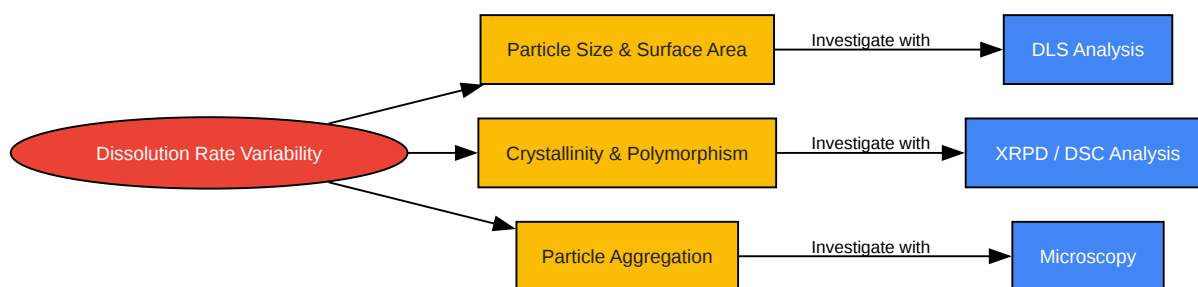 Particle Size & Surface Area
Investigate with
DLS Analysis
Dissolution Rate Variability
Crystallinity & Polymorphism
Investigate with
XRPD / DSC Analysis
Particle Aggregation
Investigate with
Microscopy